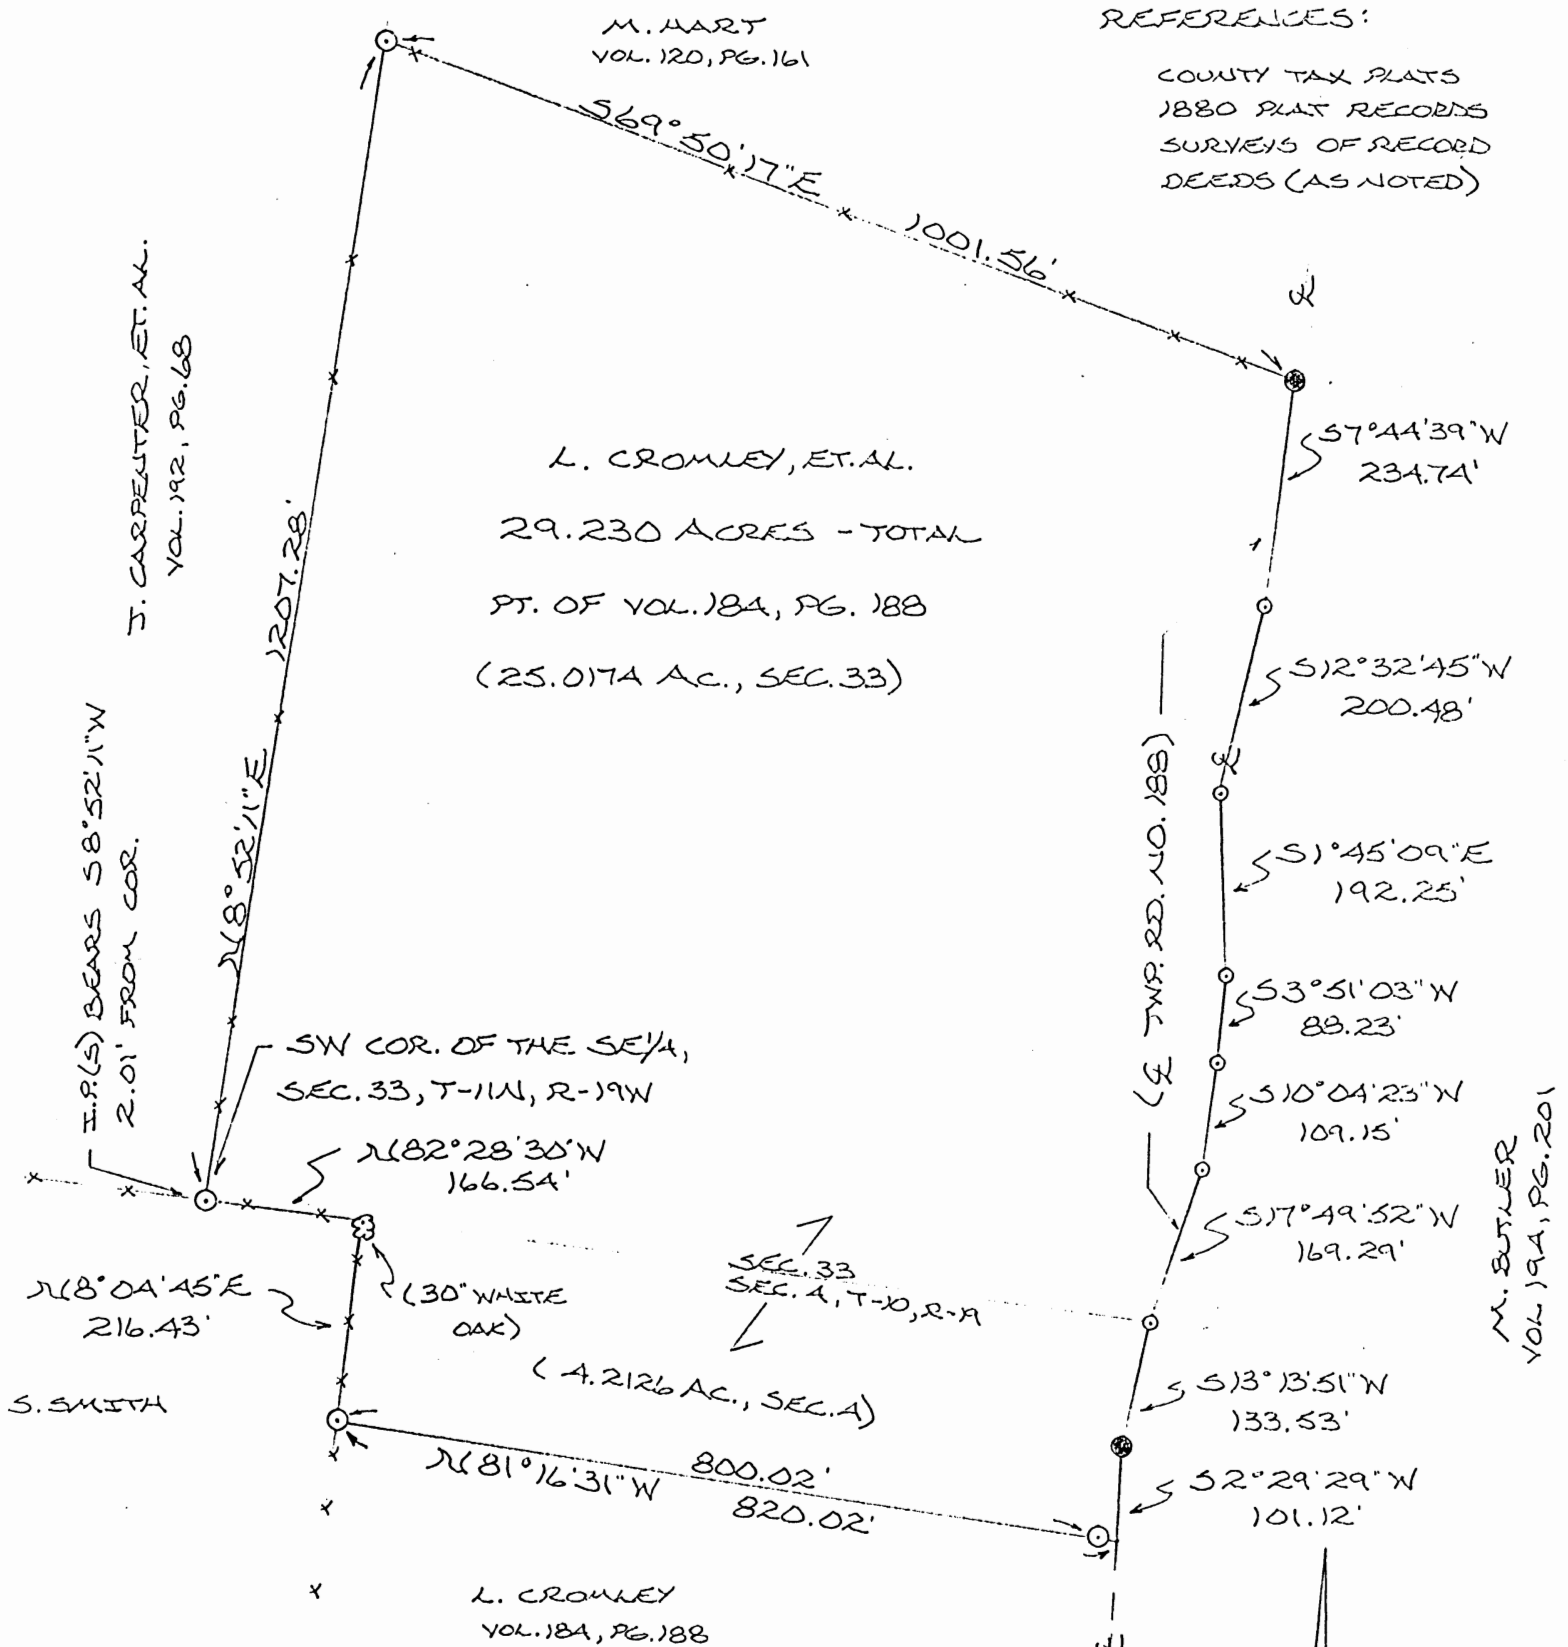 M. HART
VOL. 120, PG. 161
REFERENCES:
COUNTY TAX PLATS
1880 PLAT RECORDS
SURVEYS OF RECORD
DEEDS (AS NOTED)
S69°50'17"E
1001.56'
J. CARPENTER, ET. AL.
VOL. 192, PG. 68
℄
S7°44'39"W
234.74'
L. CROMLEY, ET. AL.
29.230 ACRES - TOTAL
PT. OF VOL. 184, PG. 188
(25.0174 AC., SEC. 33)
1207.28'
N8°52'11"E
S12°32'45"W
200.48'
℄
(℄ TWP. RD. NO. 188)
I.P.(S) BEARS S8°52'11"W
2.01' FROM COR.
S1°45'09"E
192.25'
S3°51'03"W
88.23'
SW COR. OF THE SE1/4,
SEC. 33, T-11N, R-19W
S10°04'23"W
109.15'
N82°28'30"W
166.54'
M. BUTLER
VOL 194, PG. 201
S17°49'52"W
169.29'
SEC. 33
SEC. 4, T-10, R-19
N8°04'45"E
216.43'
(30" WHITE
OAK)
(4.2126 AC., SEC. 4)
S13°13'51"W
133.53'
S. SMITH
N81°16'31"W
800.02'
820.02'
S2°29'29"W
101.12'
L. CROMLEY
VOL. 184, PG. 188
℄